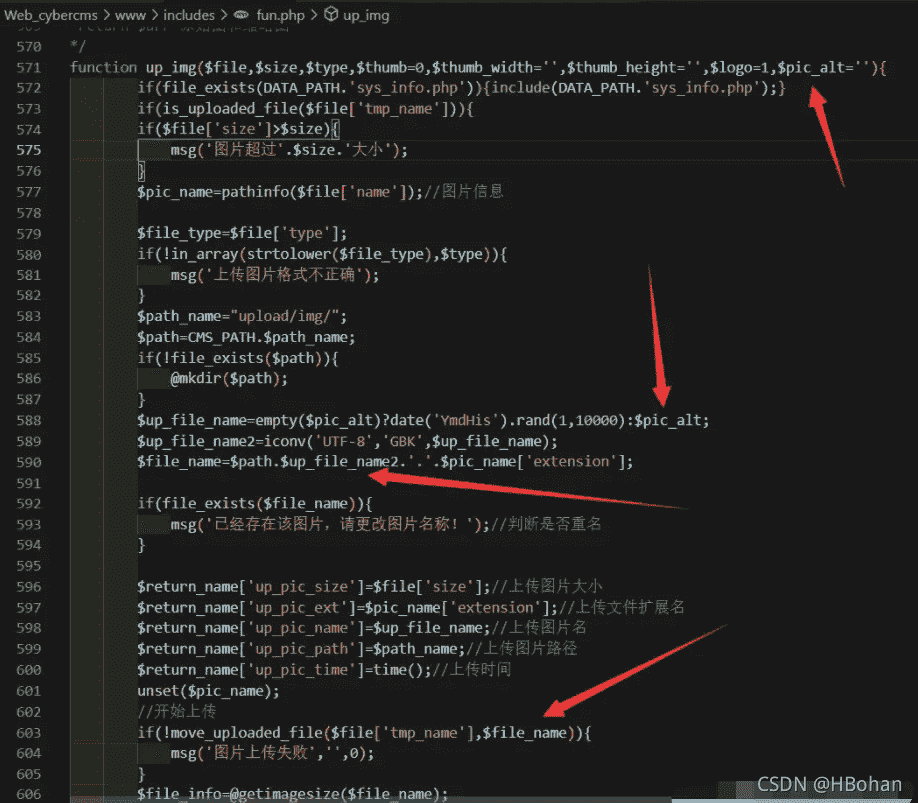 Web_cybercms > www > includes > fun.php > up_img
570 */
571 function up_img($file,$size,$type,$thumb=0,$thumb_width='',$thumb_height='',$logo=1,$pic_alt=''){
572 if(file_exists(DATA_PATH.'sys_info.php')){include(DATA_PATH.'sys_info.php');}
573 if(is_uploaded_file($file['tmp_name'])){
574 if($file['size']>$size){
575 msg('图片超过'.$size.'大小');
576 }
577 $pic_name=pathinfo($file['name']);//图片信息
578
579 $file_type=$file['type'];
580 if(!in_array(strtolower($file_type),$type)){
581 msg('上传图片格式不正确');
582 }
583 $path_name="upload/img/";
584 $path=CMS_PATH.$path_name;
585 if(!file_exists($path)){
586 @mkdir($path);
587 }
588 $up_file_name=empty($pic_alt)?date('YmdHis').rand(1,10000):$pic_alt;
589 $up_file_name2=iconv('UTF-8','GBK',$up_file_name);
590 $file_name=$path.$up_file_name2.'.'.$pic_name['extension'];
591
592 if(file_exists($file_name)){
593 msg('已经存在该图片，请更改图片名称！');//判断是否重名
594 }
595
596 $return_name['up_pic_size']=$file['size'];//上传图片大小
597 $return_name['up_pic_ext']=$pic_name['extension'];//上传文件扩展名
598 $return_name['up_pic_name']=$up_file_name;//上传图片名
599 $return_name['up_pic_path']=$path_name;//上传图片路径
600 $return_name['up_pic_time']=time();//上传时间
601 unset($pic_name);
602 //开始上传
603 if(!move_uploaded_file($file['tmp_name'],$file_name)){
604 msg('图片上传失败','',0);
605 }
606 $file_info=@getimagesize($file_name);
CSDN @HBohan